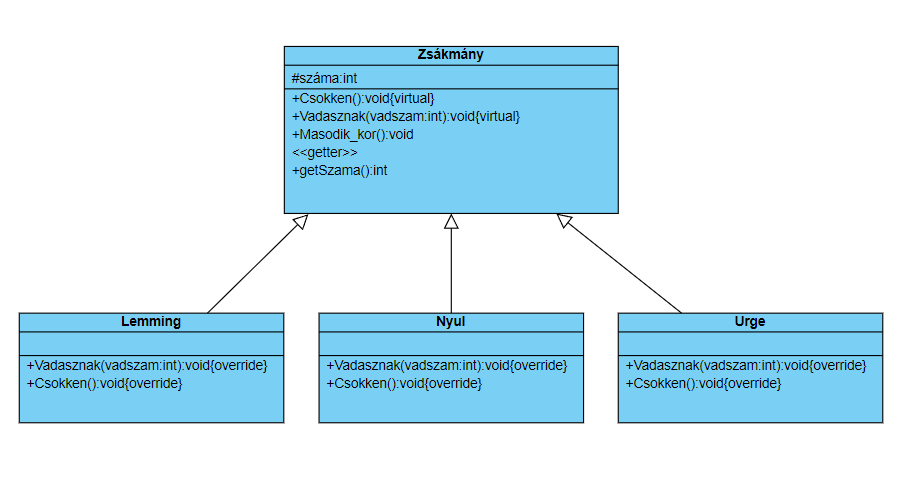 Zsákmány
#száma:int
+Csokken():void{virtual}
+Vadasznak(vadszam:int):void{virtual}
+Masodik_kor():void
<<getter>>
+getSzama():int
Lemming
+Vadasznak(vadszam:int):void{override}
+Csokken():void{override}
Nyul
+Vadasznak(vadszam:int):void{override}
+Csokken():void{override}
Urge
+Vadasznak(vadszam:int):void{override}
+Csokken():void{override}